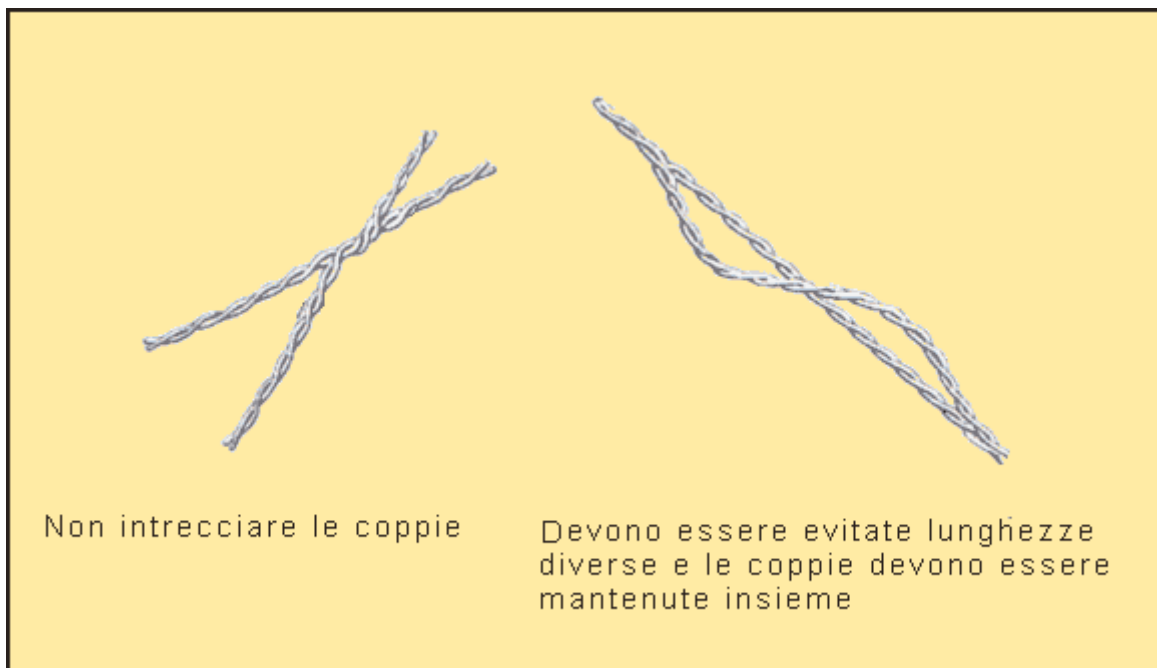 Non intrecciare le coppie
Devono essere evitate lunghezze
diverse e le coppie devono essere
mantenute insieme